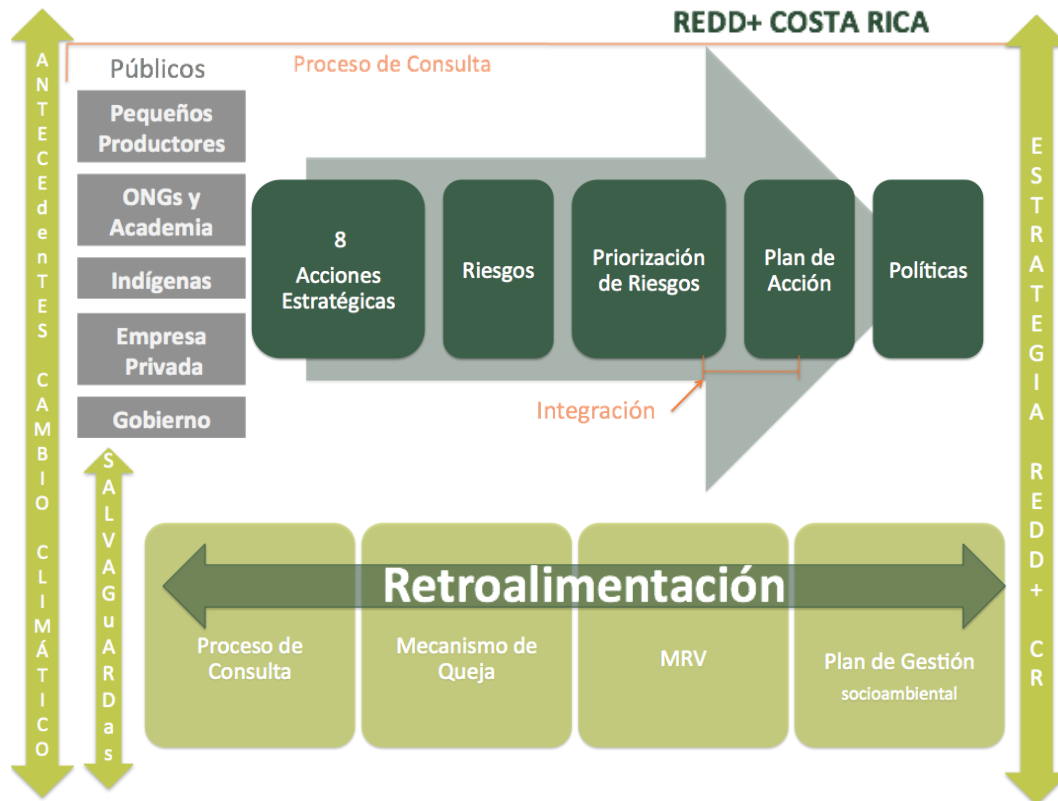 REDD+ COSTA RICA
ANTECEdenTES CAMBIO CLIMÁTICO
Públicos
Proceso de Consulta
Pequeños
Productores
ONGs y
Academia
Indígenas
Empresa
Privada
Gobierno
8
Acciones
Estratégicas
Riesgos
Priorización
de Riesgos
Plan de
Acción
Políticas
Integración
ESTRATEGIA REDD+ CR
SALVAGuARDas
Retroalimentación
Proceso de
Consulta
Mecanismo de
Queja
MRV
Plan de Gestión
socioambiental